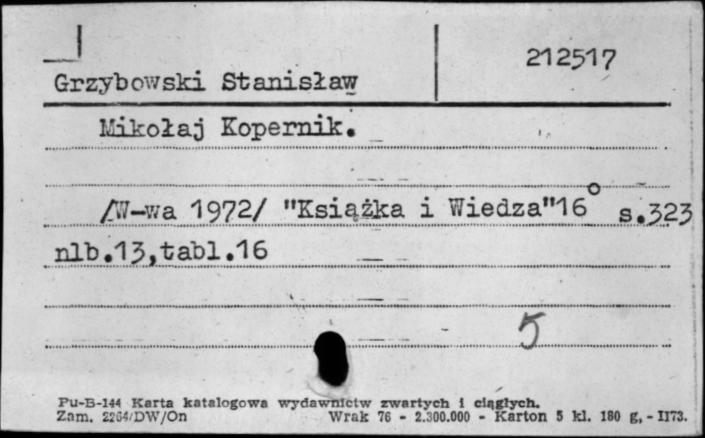 212517
Grzybowski Stanisław
Mikołaj Kopernik.
/W-wa 1972/ "Książka i Wiedza" 16° s.323
nlb.13,tabl.16
5
Pu-B-144 Karta katalogowa wydawnictw zwartych i ciągłych.
Zam. 2264/DW/On Wrak 76 - 2.300.000 - Karton 5 kl. 180 g, - II73.